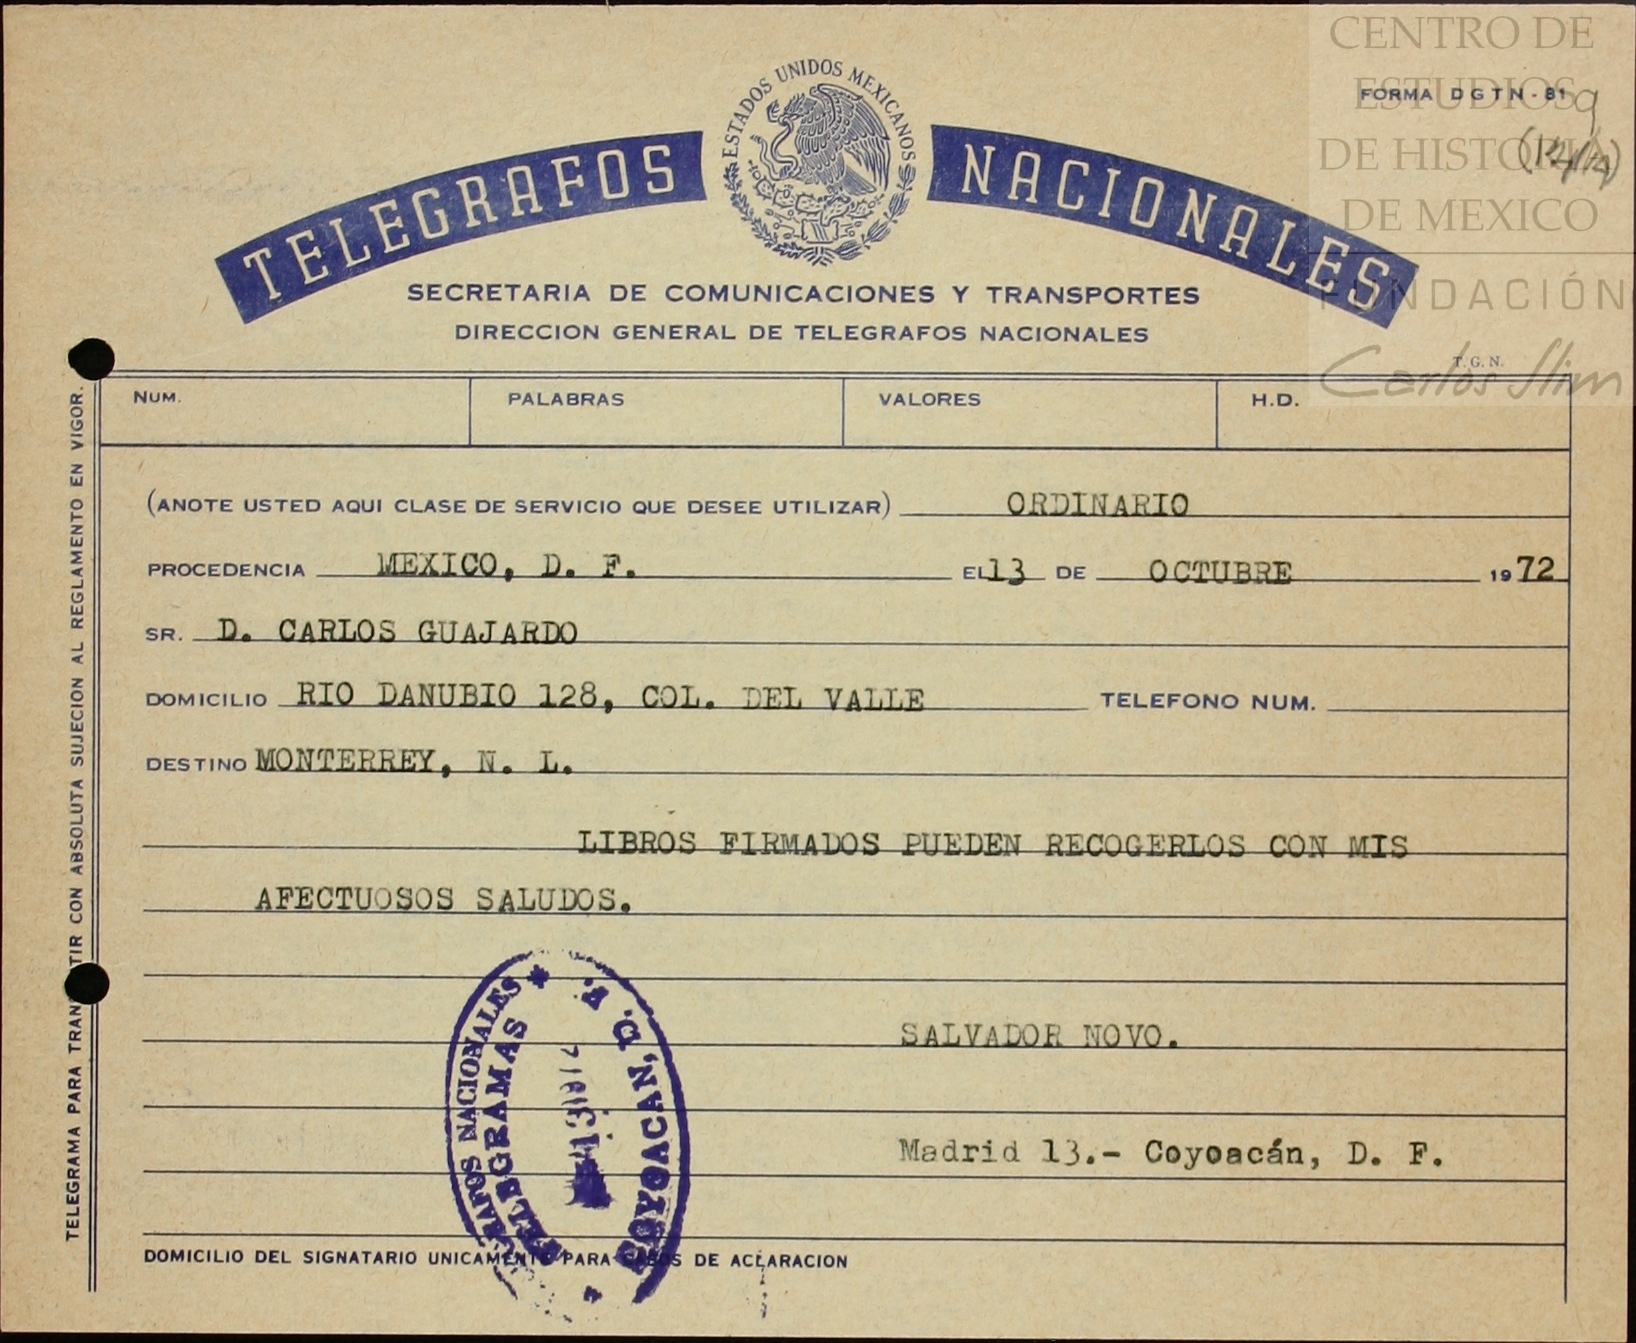 CENTRO DE
ESTUDIOS
DE HISTORIA
DE MEXICO
FUNDACIÓN
Carlos Slim
FORMA DGTN-81
ESTADOS UNIDOS MEXICANOS
TELEGRAFOS NACIONALES
SECRETARIA DE COMUNICACIONES Y TRANSPORTES
DIRECCION GENERAL DE TELEGRAFOS NACIONALES
T.G.N.
NUM. PALABRAS VALORES H.D.
(ANOTE USTED AQUI CLASE DE SERVICIO QUE DESEE UTILIZAR) ORDINARIO
PROCEDENCIA MEXICO, D. F. EL 13 DE OCTUBRE 1972
SR. D. CARLOS GUAJARDO
DOMICILIO RIO DANUBIO 128, COL. DEL VALLE TELEFONO NUM.
DESTINO MONTERREY, N. L.
LIBROS FIRMADOS PUEDEN RECOGERLOS CON MIS
AFECTUOSOS SALUDOS.
SALVADOR NOVO.
Madrid 13.- Coyoacán, D. F.
DOMICILIO DEL SIGNATARIO UNICAMENTE PARA CASOS DE ACLARACION
TELEGRAMA PARA TRANSMITIR CON ABSOLUTA SUJECION AL REGLAMENTO EN VIGOR.
TELEGRAFOS NACIONALES
TELEGRAMAS
COYOACAN, D. F.